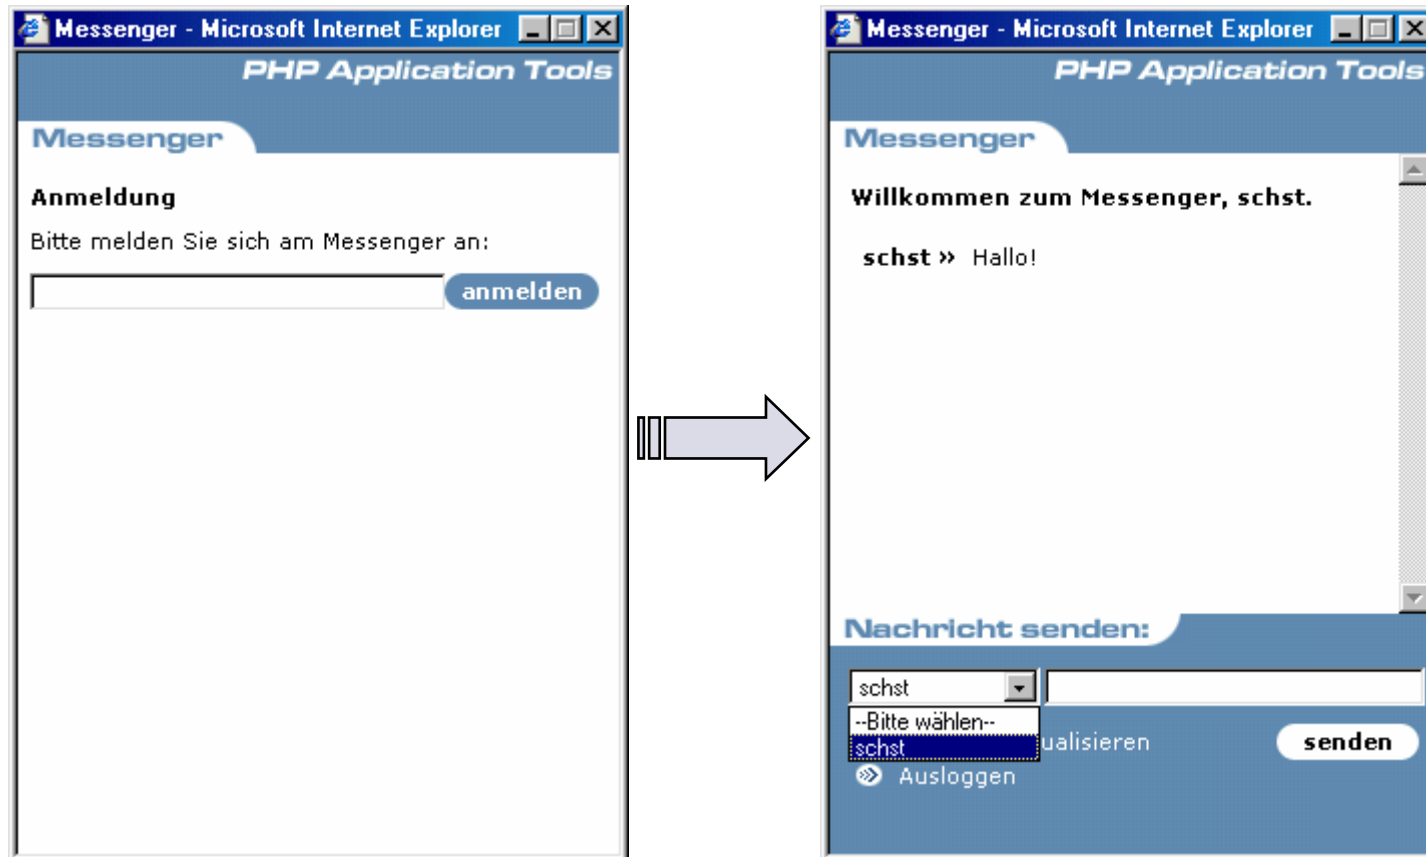 Messenger - Microsoft Internet Explorer
PHP Application Tools
Messenger
Anmeldung
Bitte melden Sie sich am Messenger an:
anmelden
Messenger - Microsoft Internet Explorer
PHP Application Tools
Messenger
Willkommen zum Messenger, schst.
schst » Hallo!
Nachricht senden:
schst
--Bitte wählen--
schst
ualisieren
senden
Ausloggen